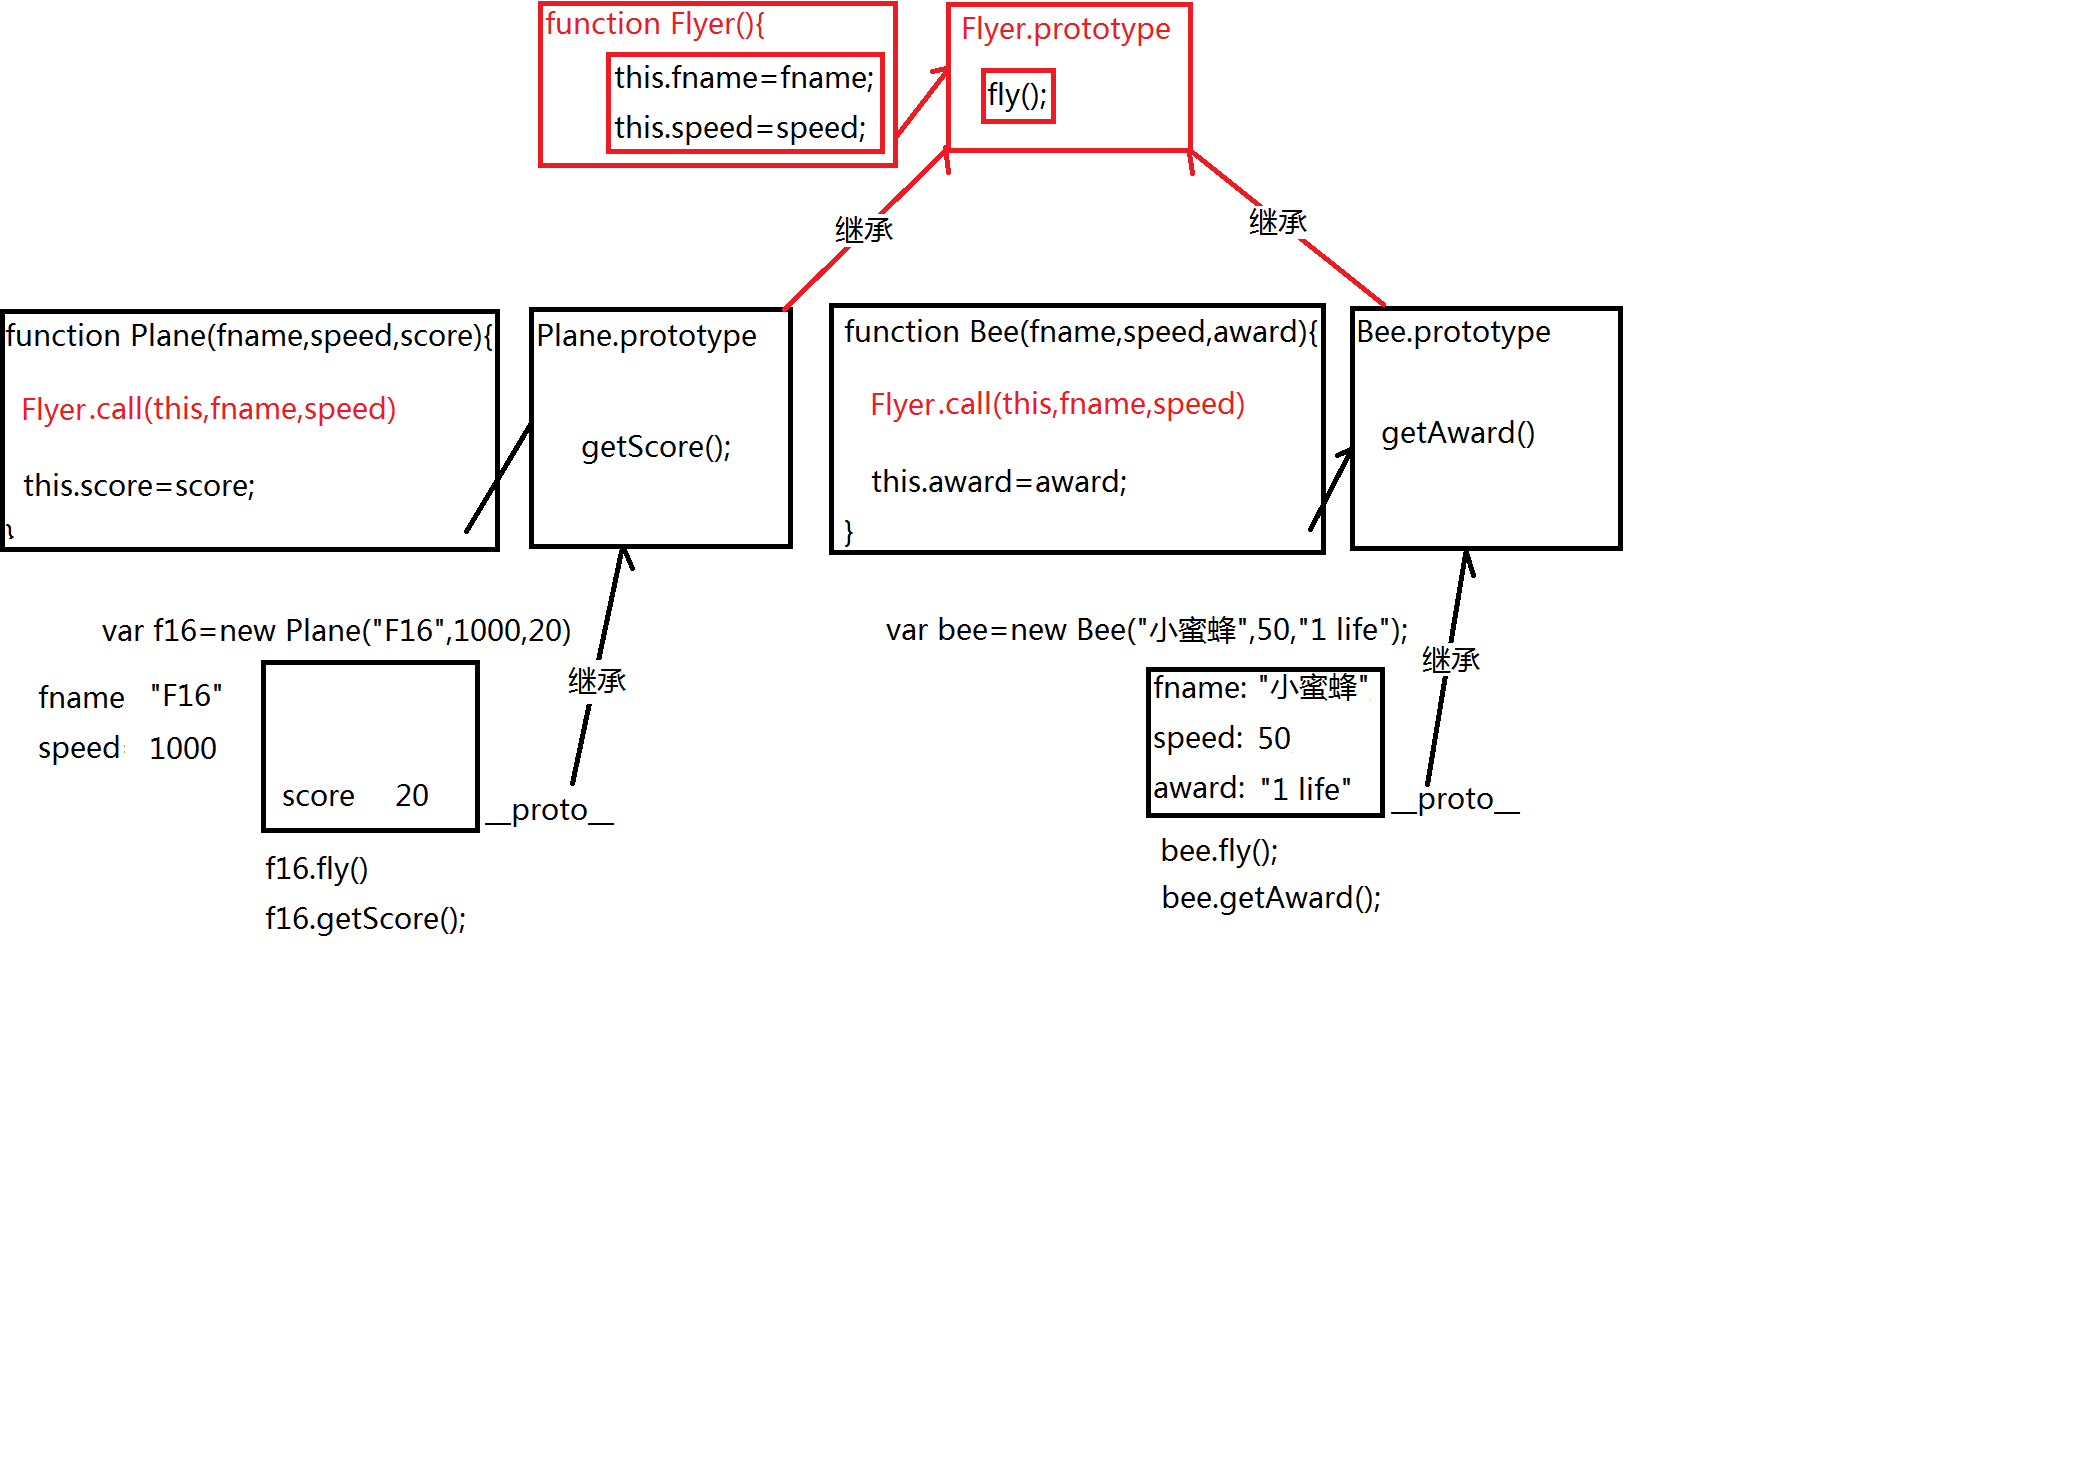 function Flyer(){
this.fname=fname;
this.speed=speed;
Flyer.prototype
fly();
继承
继承
function Plane(fname,speed,score){
Flyer.call(this,fname,speed)
this.score=score;
}
Plane.prototype
getScore();
function Bee(fname,speed,award){
Flyer.call(this,fname,speed)
this.award=award;
}
Bee.prototype
getAward()
var f16=new Plane("F16",1000,20)
继承
fname "F16"
speed: 1000
score 20
__proto__
f16.fly()
f16.getScore();
var bee=new Bee("小蜜蜂",50,"1 life");
继承
fname: "小蜜蜂"
speed: 50
award: "1 life"
__proto__
bee.fly();
bee.getAward();